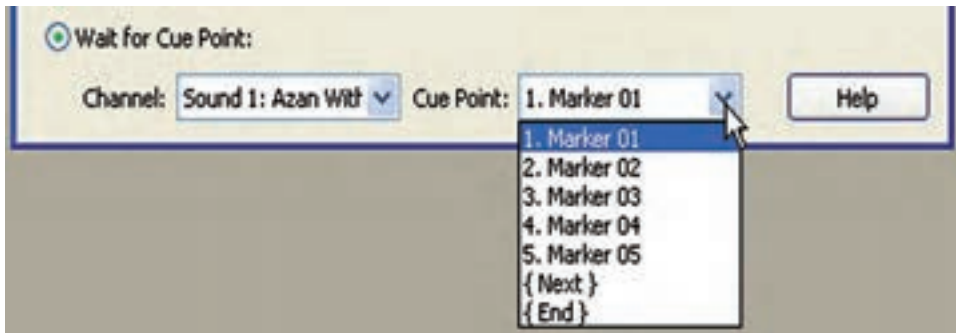 Wait for Cue Point:
Channel: Sound 1: Azan With Cue Point: 1. Marker 01 Help
1. Marker 01
2. Marker 02
3. Marker 03
4. Marker 04
5. Marker 05
{ Next }
{ End }